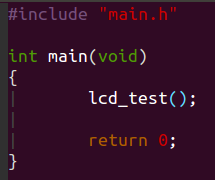 #include "main.h"

int main(void)
{
        lcd_test();

        return 0;
}